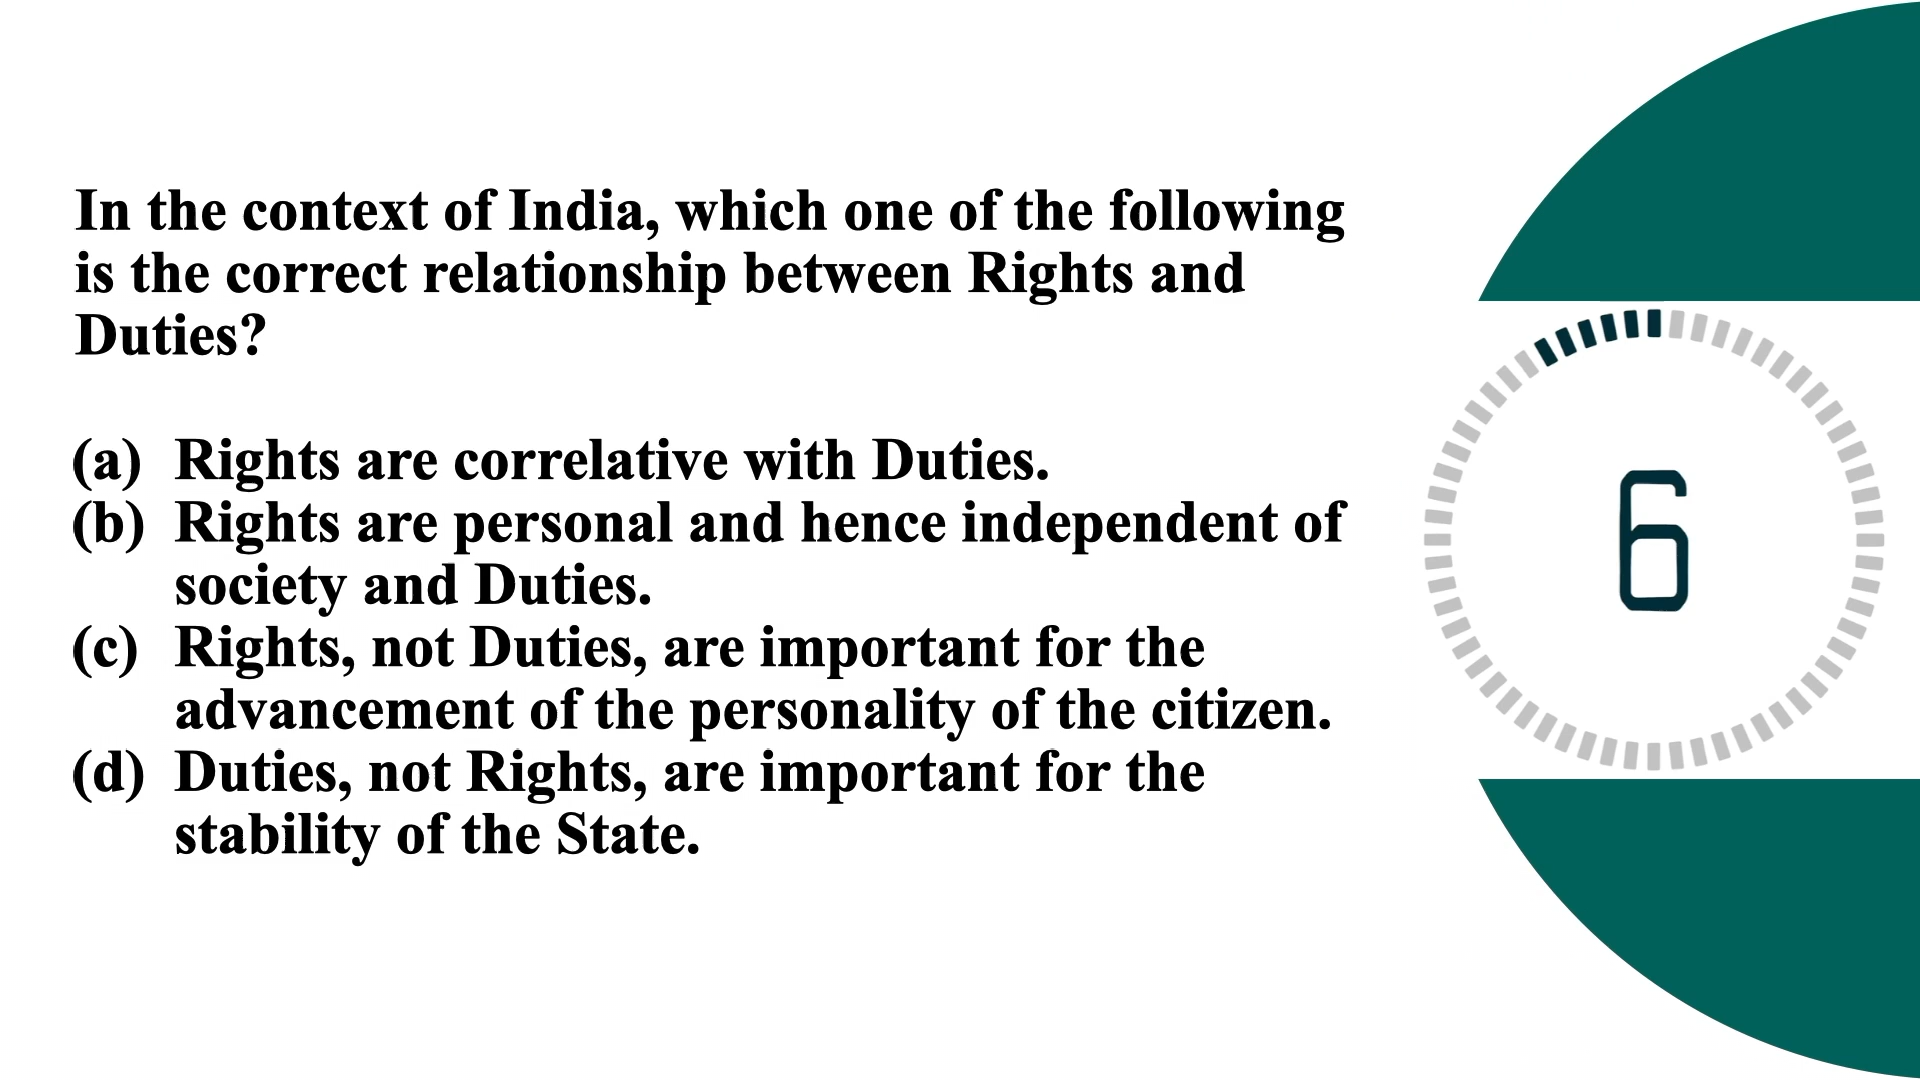 In the context of India, which one of the following
is the correct relationship between Rights and
Duties?
(a) Rights are correlative with Duties.
(b) Rights are personal and hence independent of
society and Duties.
(c) Rights, not Duties, are important for the
advancement of the personality of the citizen.
(d) Duties, not Rights, are important for the
stability of the State.
6